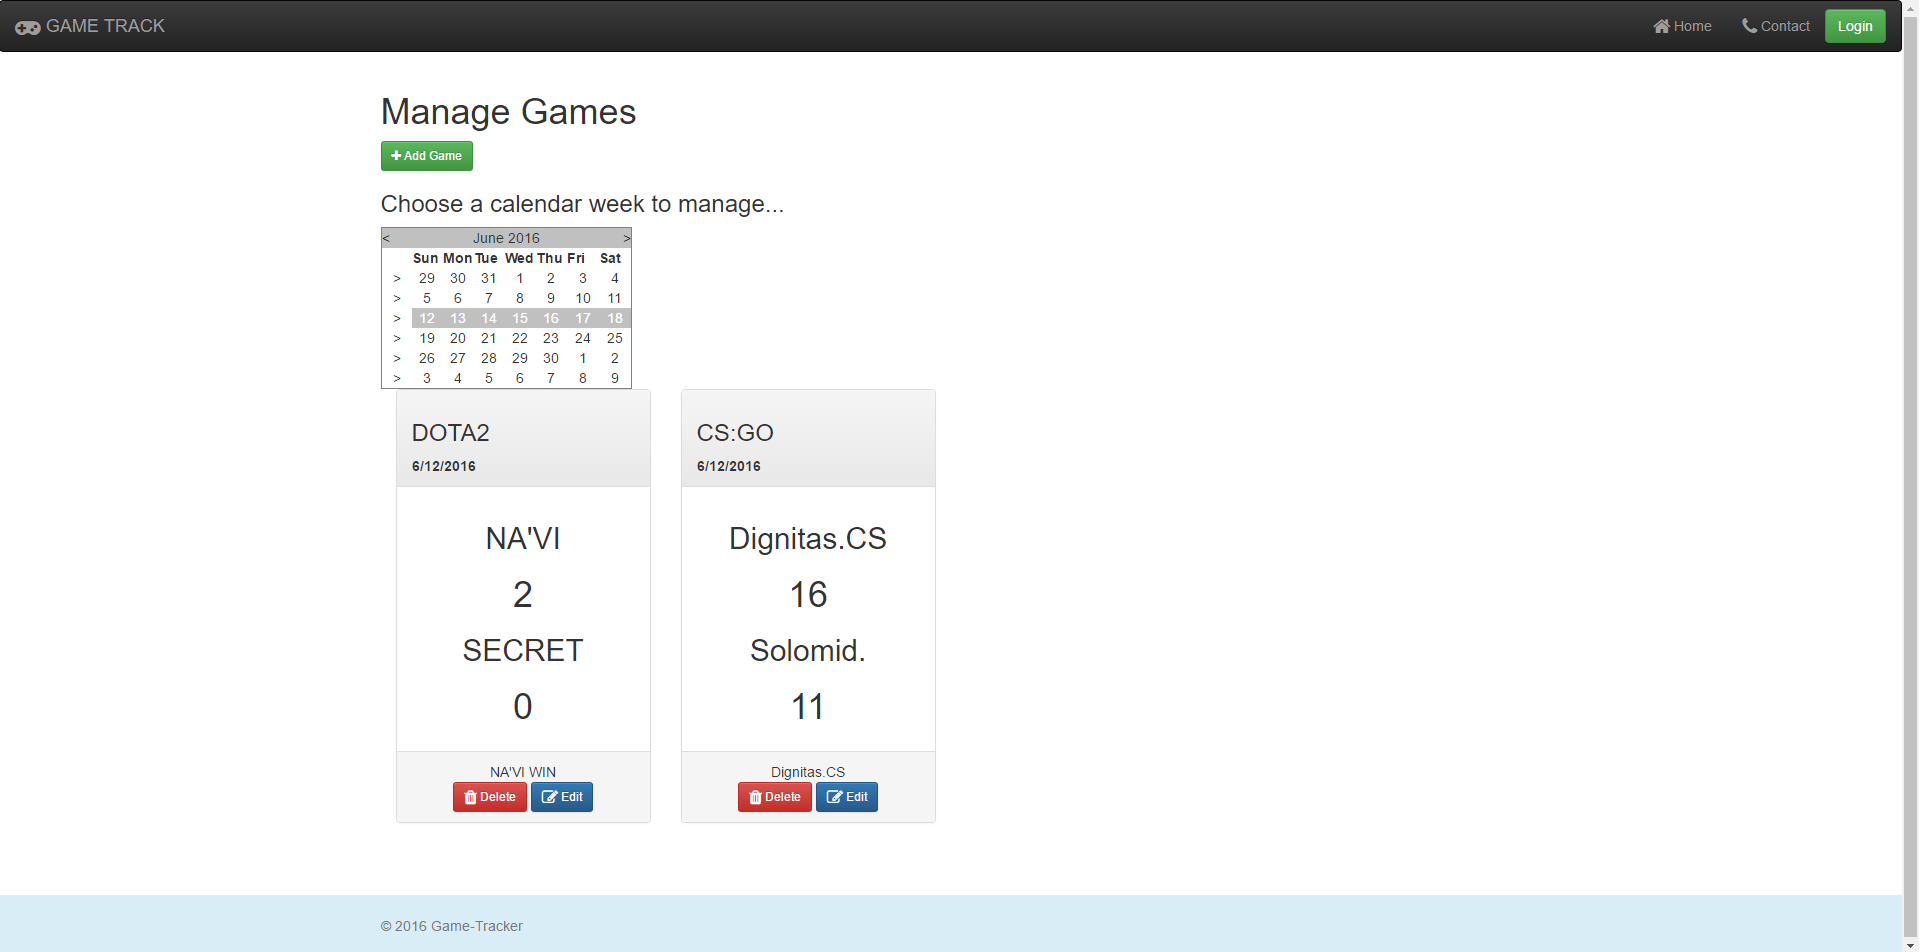 GAME TRACK Home Contact Login
Manage Games
Add Game
Choose a calendar week to manage...
< June 2016 >
Sun Mon Tue Wed Thu Fri Sat
> 29 30 31 1 2 3 4
> 5 6 7 8 9 10 11
> 12 13 14 15 16 17 18
> 19 20 21 22 23 24 25
> 26 27 28 29 30 1 2
> 3 4 5 6 7 8 9
DOTA2
6/12/2016
NA'VI
2
SECRET
0
NA'VI WIN
Delete Edit
CS:GO
6/12/2016
Dignitas.CS
16
Solomid.
11
Dignitas.CS
Delete Edit
© 2016 Game-Tracker